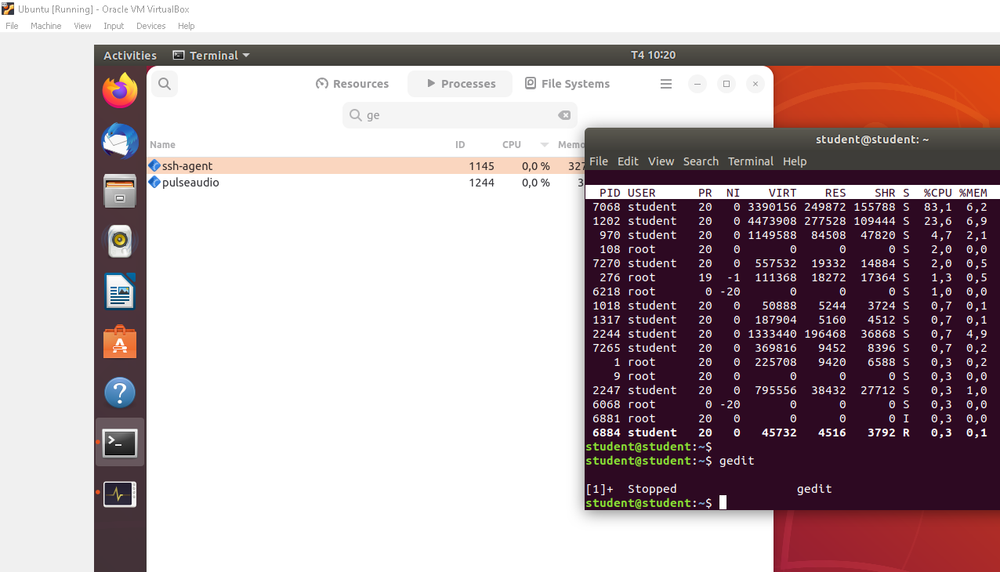 Ubuntu [Running] - Oracle VM VirtualBox
File Machine View Input Devices Help
Activities Terminal T4 10:20
Resources Processes File Systems
ge
Name ID CPU Memo
ssh-agent 1145 0,0 % 327
pulseaudio 1244 0,0 % 3
student@student: ~
File Edit View Search Terminal Help
PID USER PR NI VIRT RES SHR S %CPU %MEM
7068 student 20 0 3390156 249872 155788 S 83,1 6,2
1202 student 20 0 4473908 277528 109444 S 23,6 6,9
970 student 20 0 1149588 84508 47820 S 4,7 2,1
108 root 20 0 0 0 0 S 2,0 0,0
7270 student 20 0 557532 19332 14884 S 2,0 0,5
276 root 19 -1 111368 18272 17364 S 1,3 0,5
6218 root 0 -20 0 0 0 S 1,0 0,0
1018 student 20 0 50888 5244 3724 S 0,7 0,1
1317 student 20 0 187904 5160 4512 S 0,7 0,1
2244 student 20 0 1333440 196468 36868 S 0,7 4,9
7265 student 20 0 369816 9452 8396 S 0,7 0,2
1 root 20 0 225708 9420 6588 S 0,3 0,2
9 root 20 0 0 0 0 S 0,3 0,0
2247 student 20 0 795556 38432 27712 S 0,3 1,0
6068 root 0 -20 0 0 0 S 0,3 0,0
6881 root 20 0 0 0 0 I 0,3 0,0
6884 student 20 0 45732 4516 3792 R 0,3 0,1
student@student:~$
student@student:~$ gedit
[1]+ Stopped gedit
student@student:~$